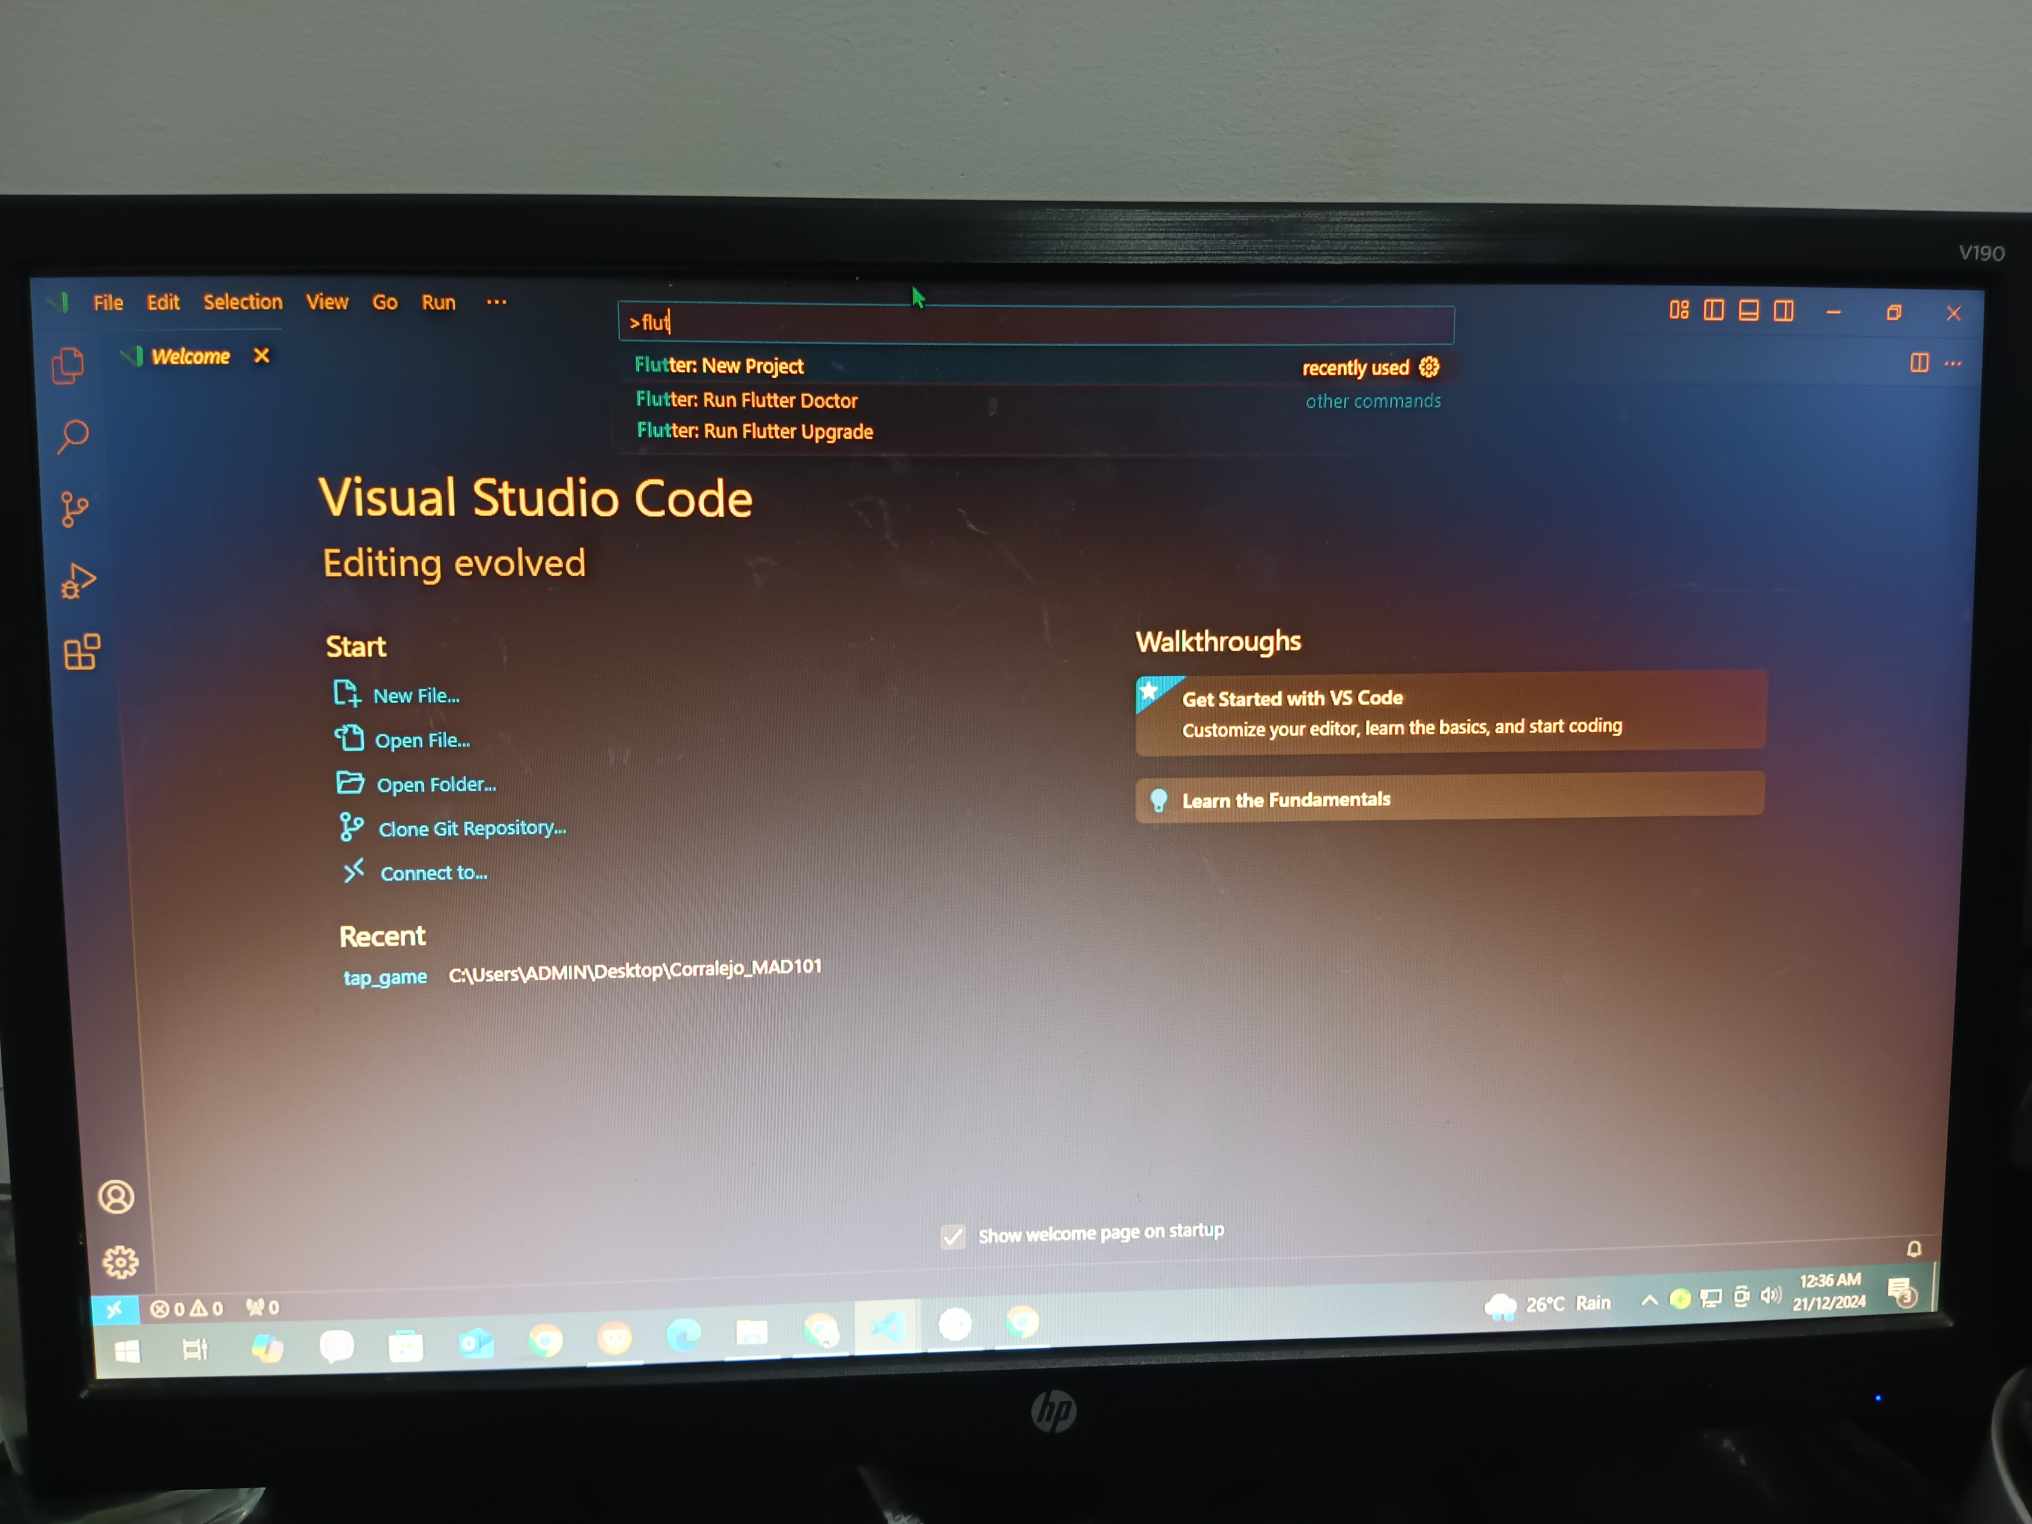 V190
File Edit Selection View Go Run ...
>flut
Welcome
Flutter: New Project recently used
Flutter: Run Flutter Doctor other commands
Flutter: Run Flutter Upgrade
Visual Studio Code
Editing evolved
Start
New File...
Open File...
Open Folder...
Clone Git Repository...
Connect to...
Recent
tap_game C:\Users\ADMIN\Desktop\Corralejo_MAD101
Walkthroughs
Get Started with VS Code
Customize your editor, learn the basics, and start coding
Learn the Fundamentals
Show welcome page on startup
0 0 0
26°C Rain
12:36 AM
21/12/2024
3
hp